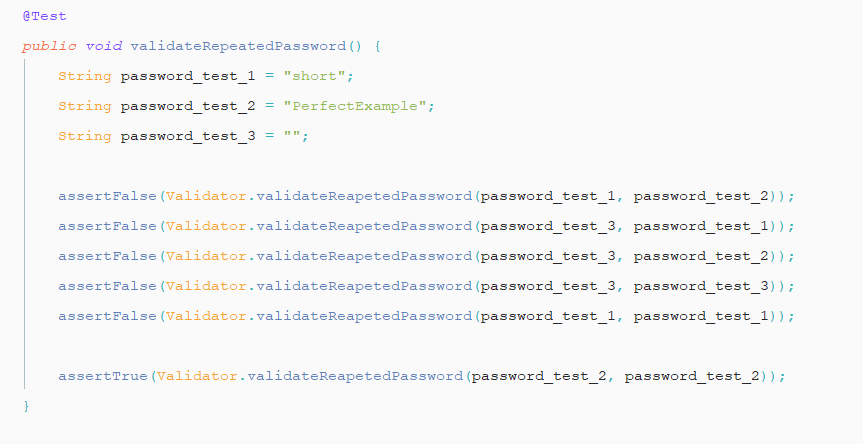 @Test
public void validateRepeatedPassword() {
String password_test_1 = "short";
String password_test_2 = "PerfectExample";
String password_test_3 = "";
assertFalse(Validator.validateReapetedPassword(password_test_1, password_test_2));
assertFalse(Validator.validateReapetedPassword(password_test_3, password_test_1));
assertFalse(Validator.validateReapetedPassword(password_test_3, password_test_2));
assertFalse(Validator.validateReapetedPassword(password_test_3, password_test_3));
assertFalse(Validator.validateReapetedPassword(password_test_1, password_test_1));
assertTrue(Validator.validateReapetedPassword(password_test_2, password_test_2));
}